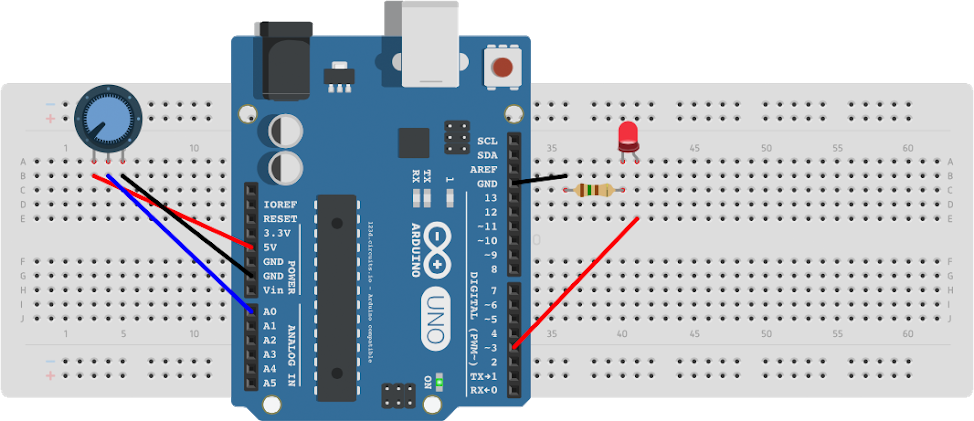 - -
+ +
1 10 35 40 45 50 55 60
A A
B B
C C
D D
E E
F F
G G
H H
I I
J J
1 5 10 35 40 45 50 55 60
- -
+ +
SCL
SDA
AREF
GND
13
12
~11
~10
~9
8
7
~6
~5
4
~3
2
TX→1
RX←0
DIGITAL (PWM~)
IOREF
RESET
3.3V
5V
GND
GND
Vin
POWER
A0
A1
A2
A3
A4
A5
ANALOG IN
TX
RX
1
ARDUINO
UNO
ON
123d.circuits.io - Arduino compatible